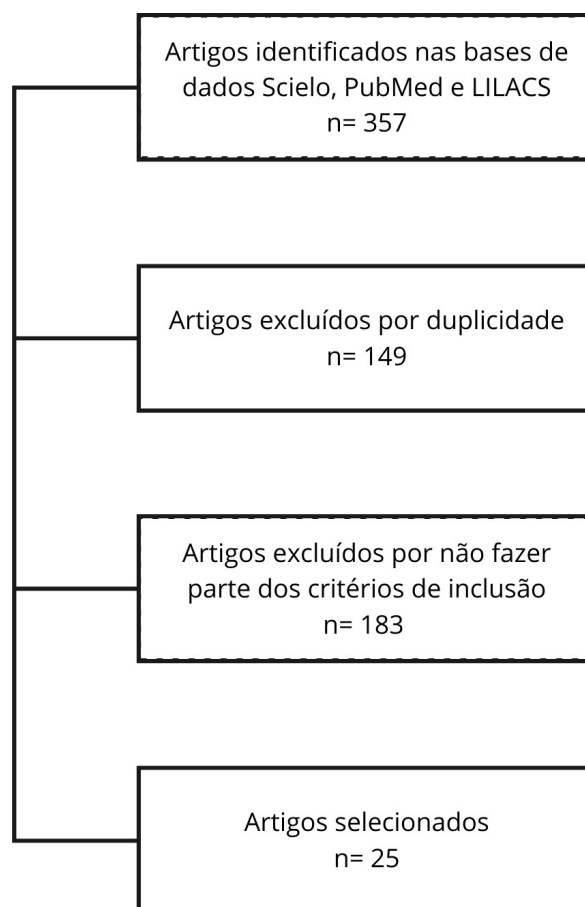 Artigos identificados nas bases de
dados Scielo, PubMed e LILACS
n= 357
Artigos excluídos por duplicidade
n= 149
Artigos excluídos por não fazer
parte dos critérios de inclusão
n= 183
Artigos selecionados
n= 25